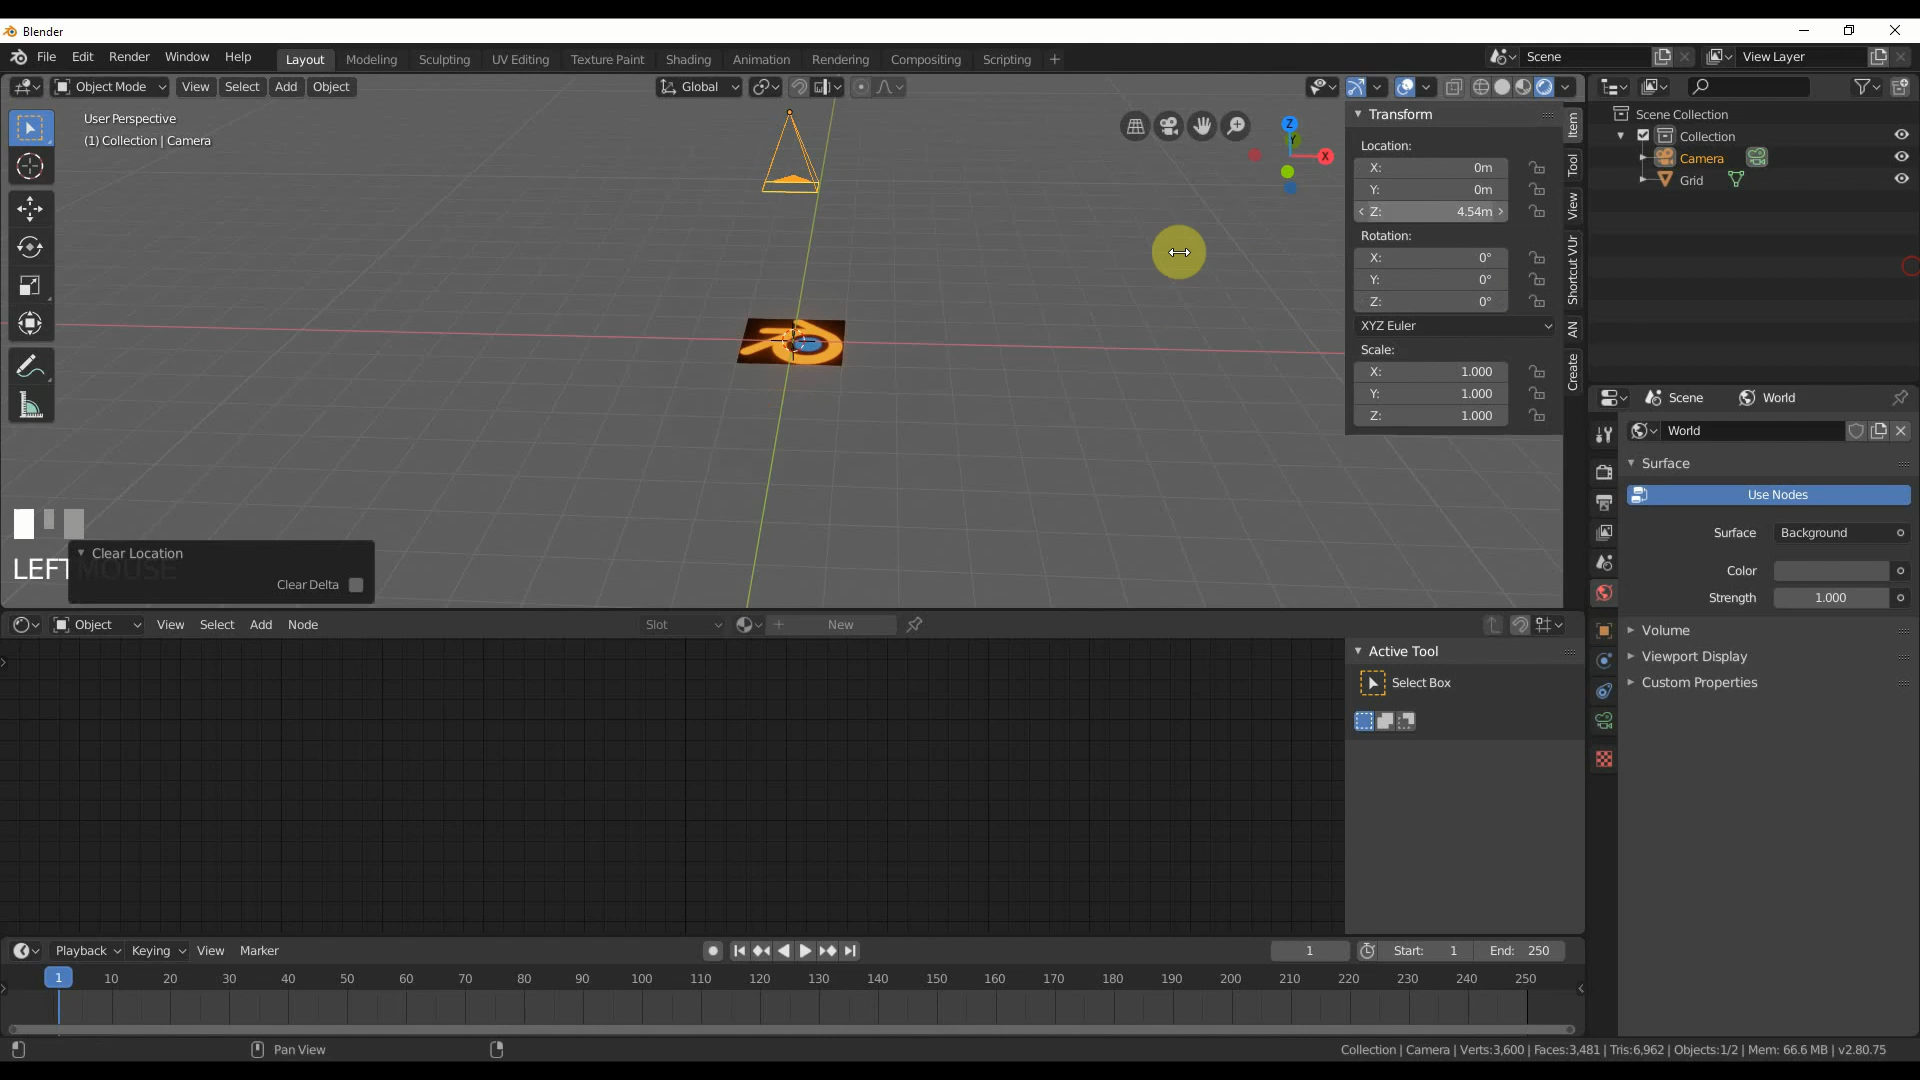 Blender
File Edit Render Window Help
Layout Modeling Sculpting UV Editing Texture Paint Shading Animation Rendering Compositing Scripting +
Scene
View Layer
Object Mode View Select Add Object
Global
User Perspective
(1) Collection | Camera
Z
Y
X
Transform
Location:
X: 0m
Y: 0m
Z: 4.54m
Rotation:
X: 0°
Y: 0°
Z: 0°
XYZ Euler
Scale:
X: 1.000
Y: 1.000
Z: 1.000
Item
Tool
View
Shortcut VUr
AN
Create
Scene Collection
Collection
Camera
Grid
Scene World
World
Surface
Use Nodes
Surface Background
Color
Strength 1.000
Volume
Viewport Display
Custom Properties
LEFT MOUSE
Clear Location
Clear Delta
Object View Select Add Node
Slot
New
Active Tool
Select Box
Playback Keying View Marker
1
Start: 1
End: 250
1 10 20 30 40 50 60 70 80 90 100 110 120 130 140 150 160 170 180 190 200 210 220 230 240 250
Pan View
Collection | Camera | Verts:3,600 | Faces:3,481 | Tris:6,962 | Objects:1/2 | Mem: 66.6 MB | v2.80.75